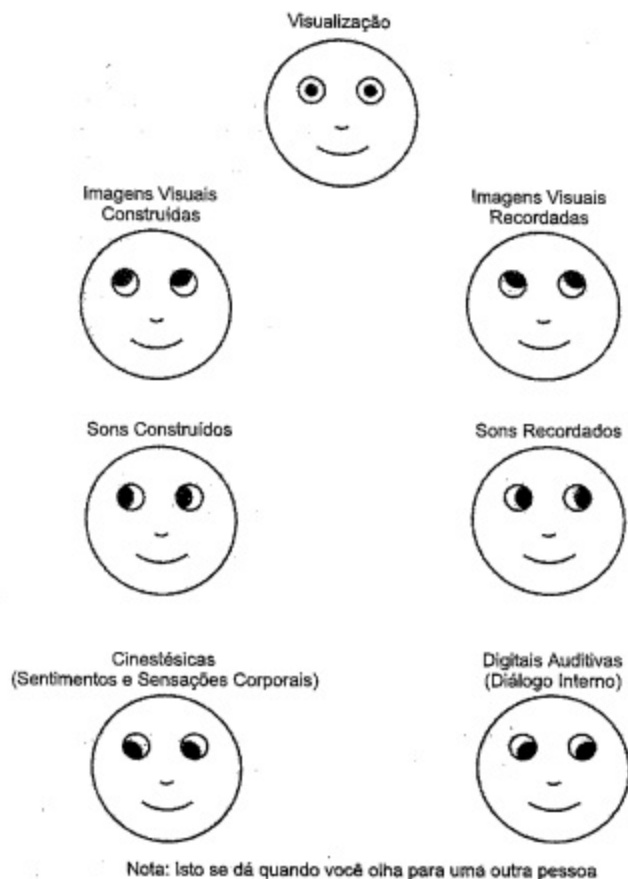 Visualização
Imagens Visuais
Construídas
Imagens Visuais
Recordadas
Sons Construídos
Sons Recordados
Cinestésicas
(Sentimentos e Sensações Corporais)
Digitais Auditivas
(Diálogo Interno)
Nota: Isto se dá quando você olha para uma outra pessoa